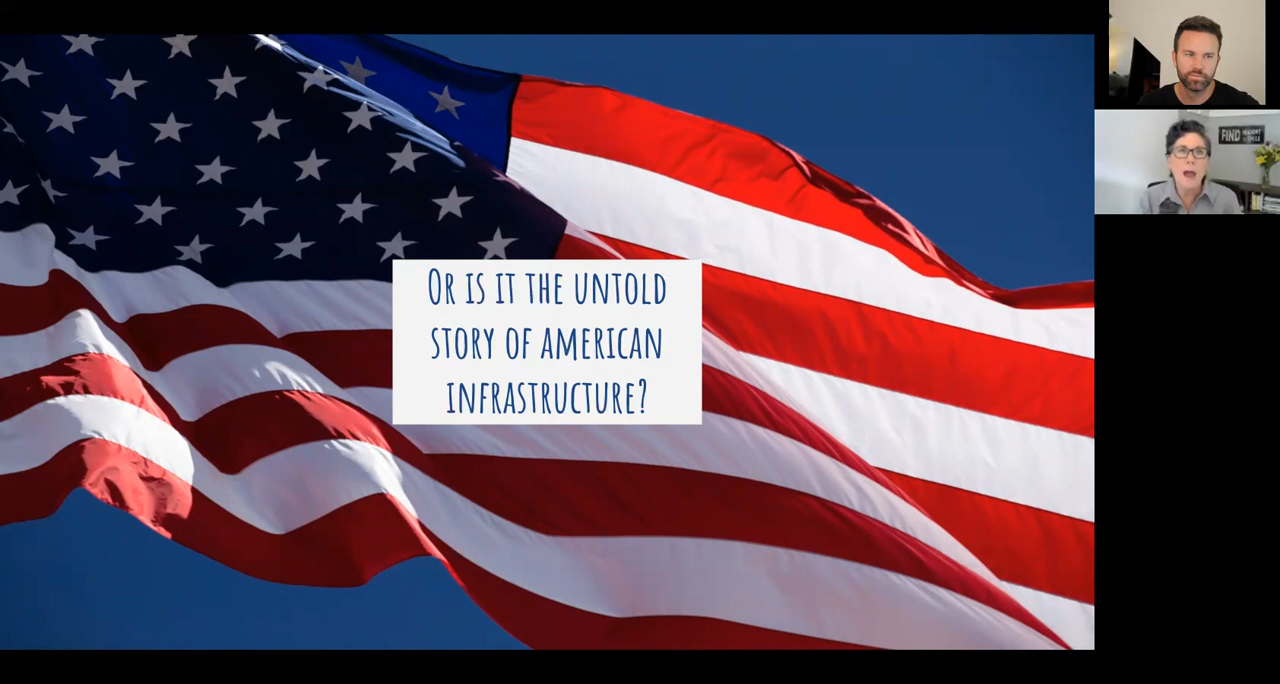 OR IS IT THE UNTOLD
STORY OF AMERICAN
INFRASTRUCTURE?
FIND